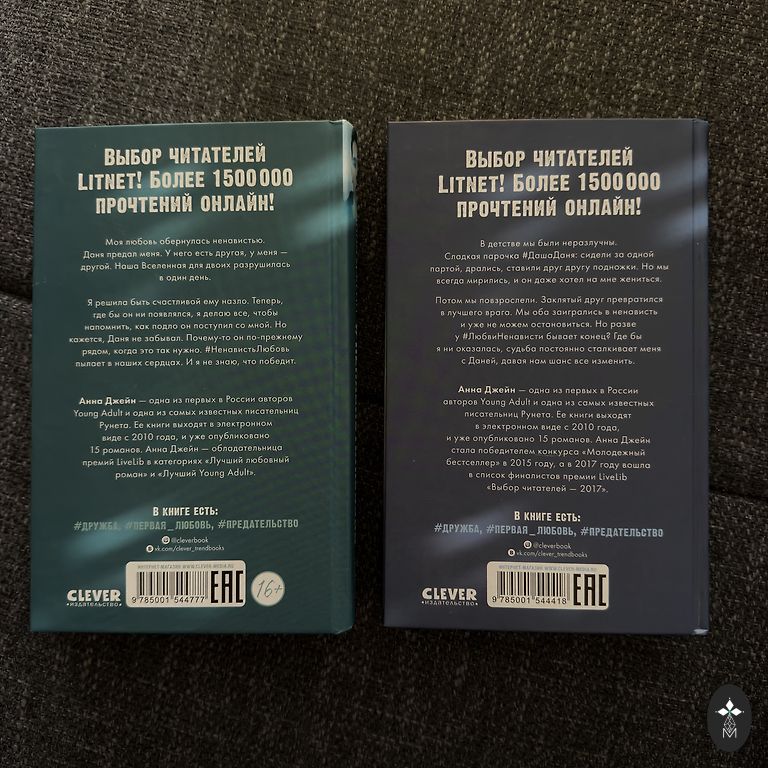 Выбор читателей
Litnet! Более 1500000
прочтений онлайн!
Моя любовь обернулась ненавистью.
Даня предал меня. У него есть другая, у меня —
другой. Наша Вселенная для двоих разрушилась
в один день.
Я решила быть счастливой ему назло. Теперь,
где бы он ни появлялся, я делаю все, чтобы
напомнить, как подло он поступил со мной. Но
кажется, Даня не забывал. Почему-то он по-прежнему
рядом, когда это так нужно. #НенавистьЛюбовь
пылает в наших сердцах. И я не знаю, что победит.
Анна Джейн — одна из первых в России авторов
Young Adult и одна из самых известных писательниц
Рунета. Ее книги выходят в электронном
виде с 2010 года, и уже опубликовано
15 романов. Анна Джейн — обладательница
премий LiveLib в категориях «Лучший любовный
роман» и «Лучший Young Adult».
В книге есть:
#дружба, #первая_любовь, #предательство
@cleverbook
vk.com/clever_trendbooks
ИНТЕРНЕТ-МАГАЗИН WWW.CLEVER-MEDIA.RU
CLEVER
•издательство•
9 785001 544777
EAC
16+
Выбор читателей
Litnet! Более 1500000
прочтений онлайн!
В детстве мы были неразлучны.
Сладкая парочка #ДашоДаня: сидели за одной
партой, дрались, ставили друг другу подножки. Но мы
всегда мирились, и он даже хотел на мне жениться.
Потом мы повзрослели. Заклятый друг превратился
в лучшего врага. Мы оба заигрались в ненависть
и уже не можем остановиться. Но разве
у #ЛюбвиНенависти бывает конец? Где бы
я ни оказалась, судьба постоянно сталкивает меня
с Даней, давая нам шанс все изменить.
Анна Джейн — одна из первых в России
авторов Young Adult и одна из самых известных
писательниц Рунета. Ее книги выходят
в электронном виде с 2010 года,
и уже опубликовано 15 романов. Анна Джейн
стала победителем конкурса «Молодежный
бестселлер» в 2015 году, а в 2017 году вошла
в список финалистов премии LiveLib
«Выбор читателей — 2017».
В книге есть:
#дружба, #первая_любовь, #предательство
@cleverbook
vk.com/clever_trendbooks
ИНТЕРНЕТ-МАГАЗИН WWW.CLEVER-MEDIA.RU
CLEVER
•издательство•
9 785001 544418
EAC
M